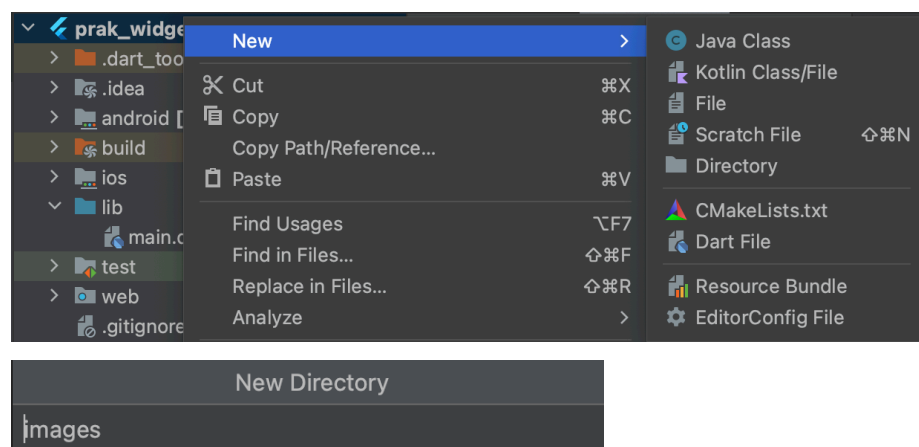 prak_widge
.dart_too
.idea
android [
build
ios
lib
main.d
test
web
.gitignore
New
Cut ⌘X
Copy ⌘C
Copy Path/Reference...
Paste ⌘V
Find Usages ⌥F7
Find in Files... ⇧⌘F
Replace in Files... ⇧⌘R
Analyze
Java Class
Kotlin Class/File
File
Scratch File ⇧⌘N
Directory
CMakeLists.txt
Dart File
Resource Bundle
EditorConfig File
New Directory
images